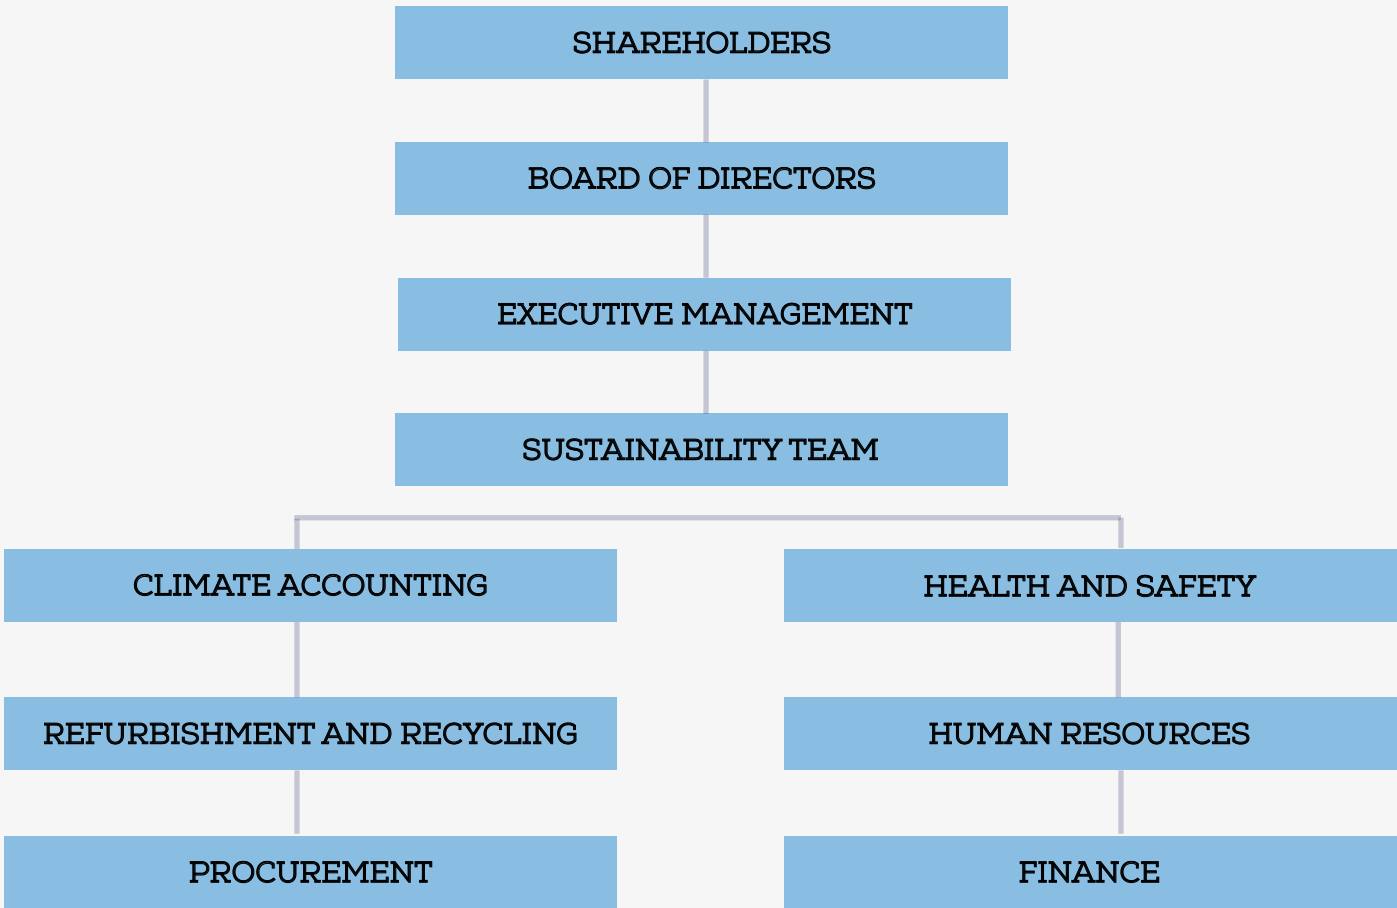 SHAREHOLDERS
BOARD OF DIRECTORS
EXECUTIVE MANAGEMENT
SUSTAINABILITY TEAM
CLIMATE ACCOUNTING
HEALTH AND SAFETY
REFURBISHMENT AND RECYCLING
HUMAN RESOURCES
PROCUREMENT
FINANCE